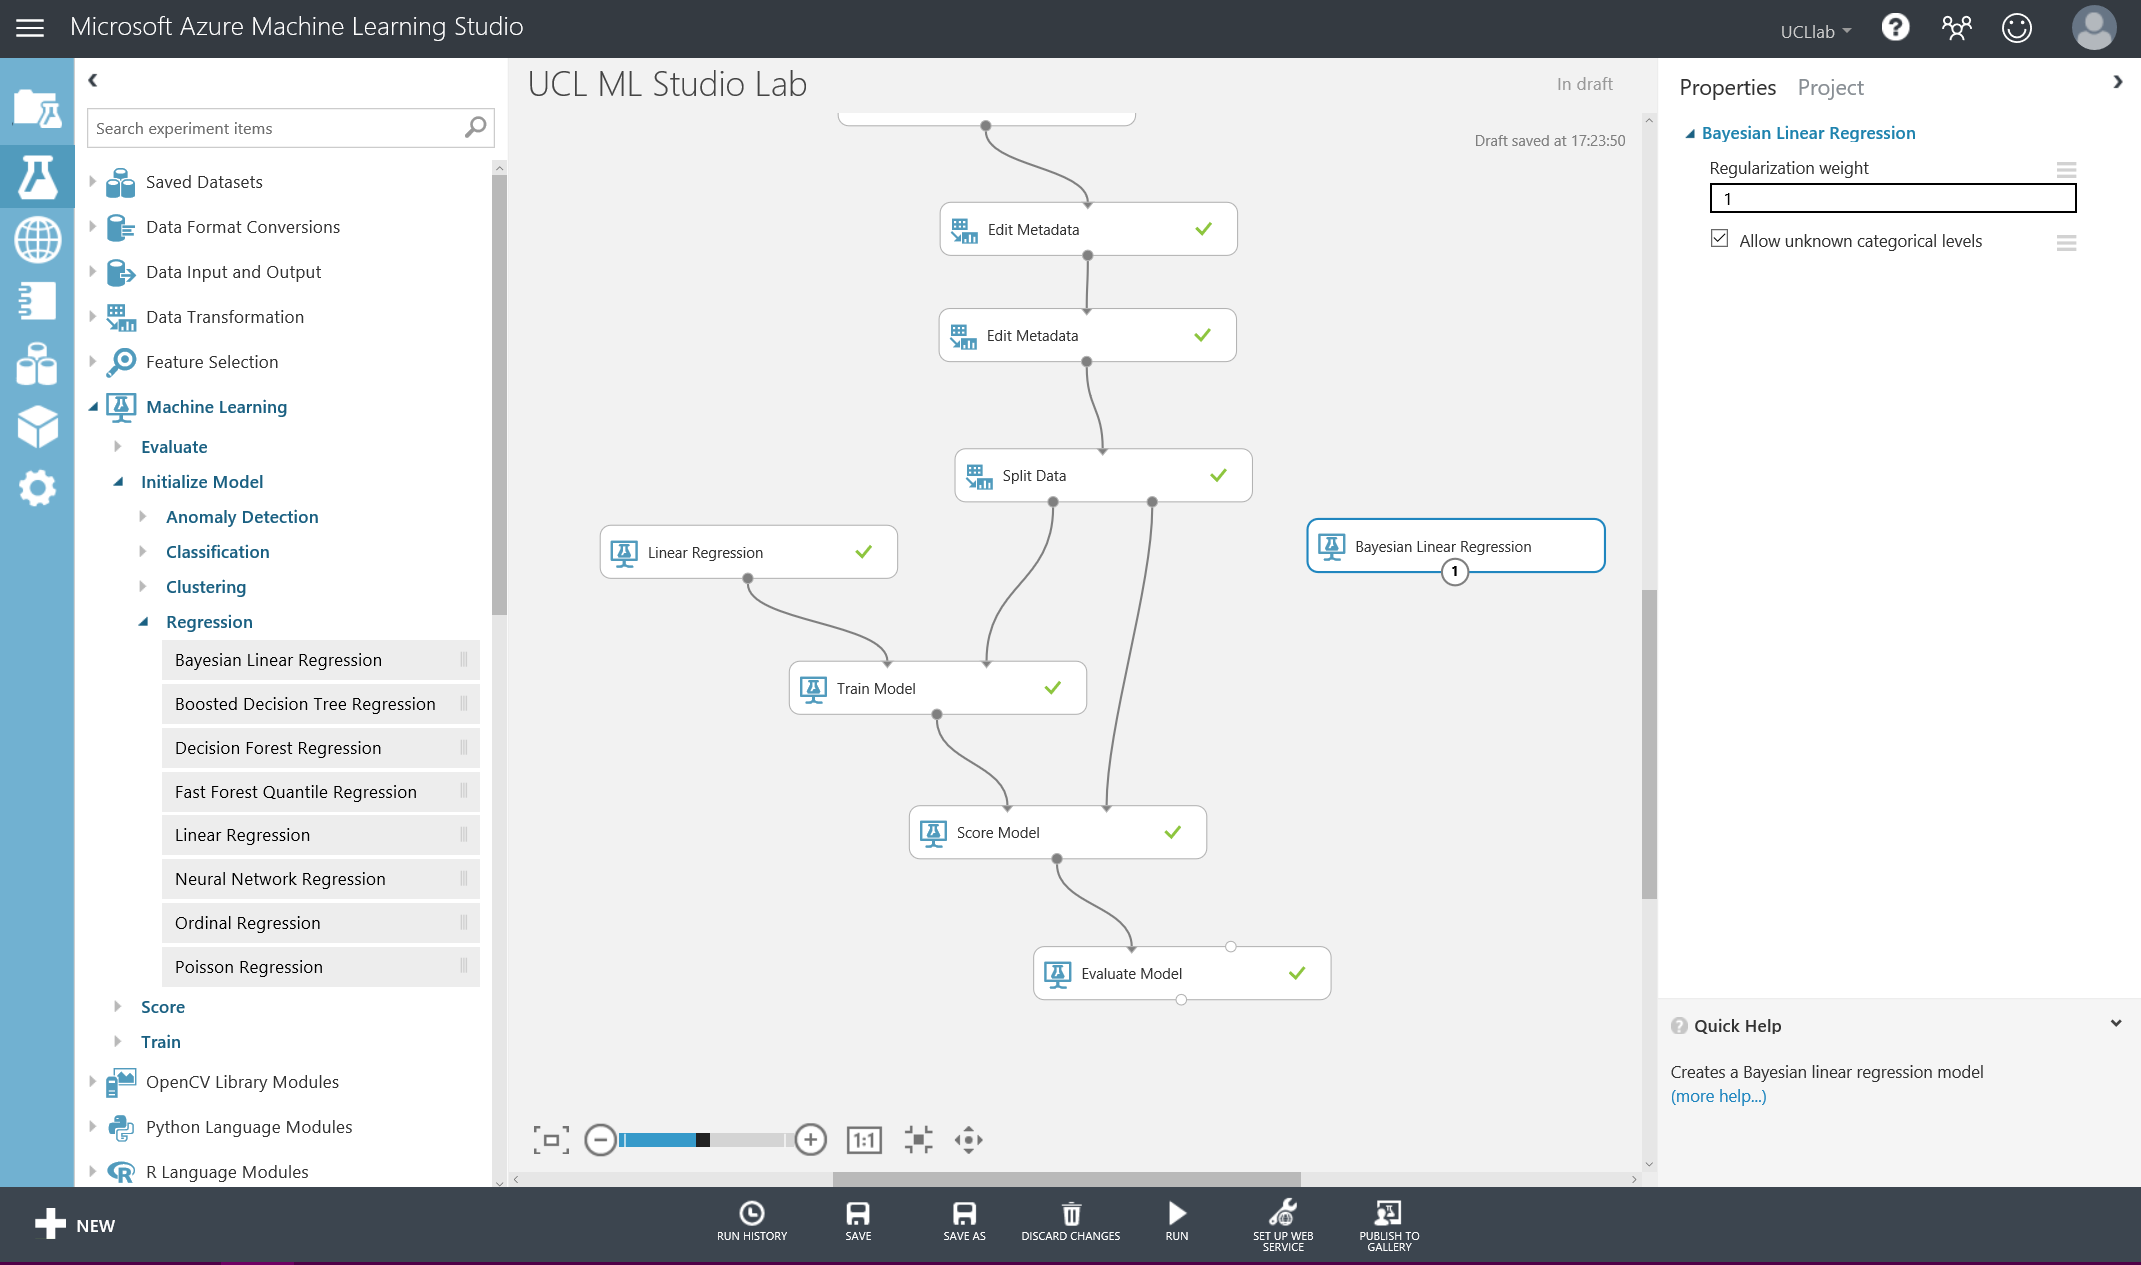 Microsoft Azure Machine Learning Studio
UCLlab
Search experiment items
Saved Datasets
Data Format Conversions
Data Input and Output
Data Transformation
Feature Selection
Machine Learning
Evaluate
Initialize Model
Anomaly Detection
Classification
Clustering
Regression
Bayesian Linear Regression
Boosted Decision Tree Regression
Decision Forest Regression
Fast Forest Quantile Regression
Linear Regression
Neural Network Regression
Ordinal Regression
Poisson Regression
Score
Train
OpenCV Library Modules
Python Language Modules
R Language Modules
UCL ML Studio Lab
In draft
Draft saved at 17:23:50
Edit Metadata
Edit Metadata
Split Data
Linear Regression
Bayesian Linear Regression
1
Train Model
Score Model
Evaluate Model
1:1
Properties
Project
Bayesian Linear Regression
Regularization weight
1
Allow unknown categorical levels
Quick Help
Creates a Bayesian linear regression model
(more help...)
NEW
RUN HISTORY
SAVE
SAVE AS
DISCARD CHANGES
RUN
SET UP WEB
SERVICE
PUBLISH TO
GALLERY